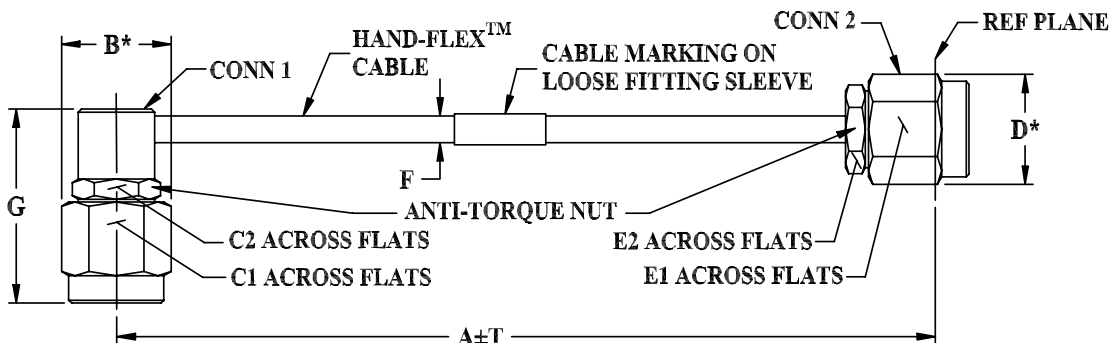 B*
CONN 1
HAND-FLEX™
CABLE
CABLE MARKING ON
LOOSE FITTING SLEEVE
CONN 2
REF PLANE
D*
F
G
ANTI-TORQUE NUT
C2 ACROSS FLATS
C1 ACROSS FLATS
E2 ACROSS FLATS
E1 ACROSS FLATS
A±T